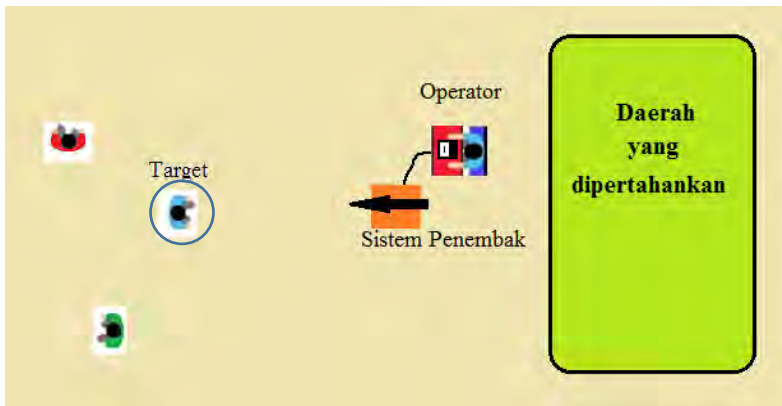 Operator
Daerah
yang
dipertahankan
Target
Sistem Penembak